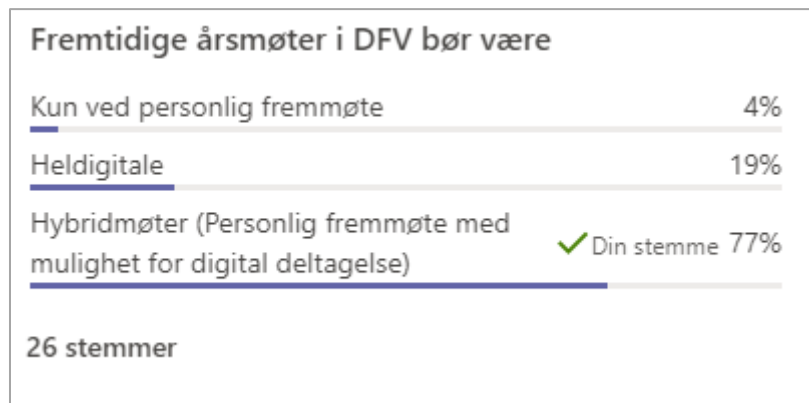 Fremtidige årsmøter i DFV bør være
Kun ved personlig fremmøte 4%
Heldigitale 19%
Hybridmøter (Personlig fremmøte med
mulighet for digital deltagelse) Din stemme 77%
26 stemmer